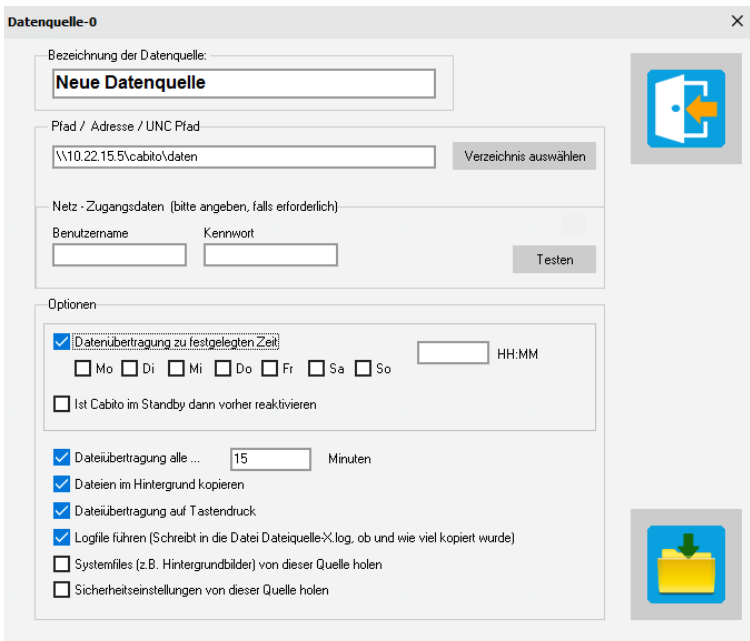 Datenquelle-0
Bezeichnung der Datenquelle:
Neue Datenquelle
Pfad / Adresse / UNC Pfad
\\10.22.15.5\cabito\daten
Verzeichnis auswählen
Netz - Zugangsdaten (bitte angeben, falls erforderlich)
Benutzername Kennwort
Testen
Optionen
Datenübertragung zu festgelegten Zeit
HH:MM
Mo Di Mi Do Fr Sa So
Ist Cabito im Standby dann vorher reaktivieren
Dateiübertragung alle ... 15 Minuten
Dateien im Hintergrund kopieren
Dateiübertragung auf Tastendruck
Logfile führen (Schreibt in die Datei Dateiquelle-X.log, ob und wie viel kopiert wurde)
Systemfiles (z.B. Hintergrundbilder) von dieser Quelle holen
Sicherheitseinstellungen von dieser Quelle holen